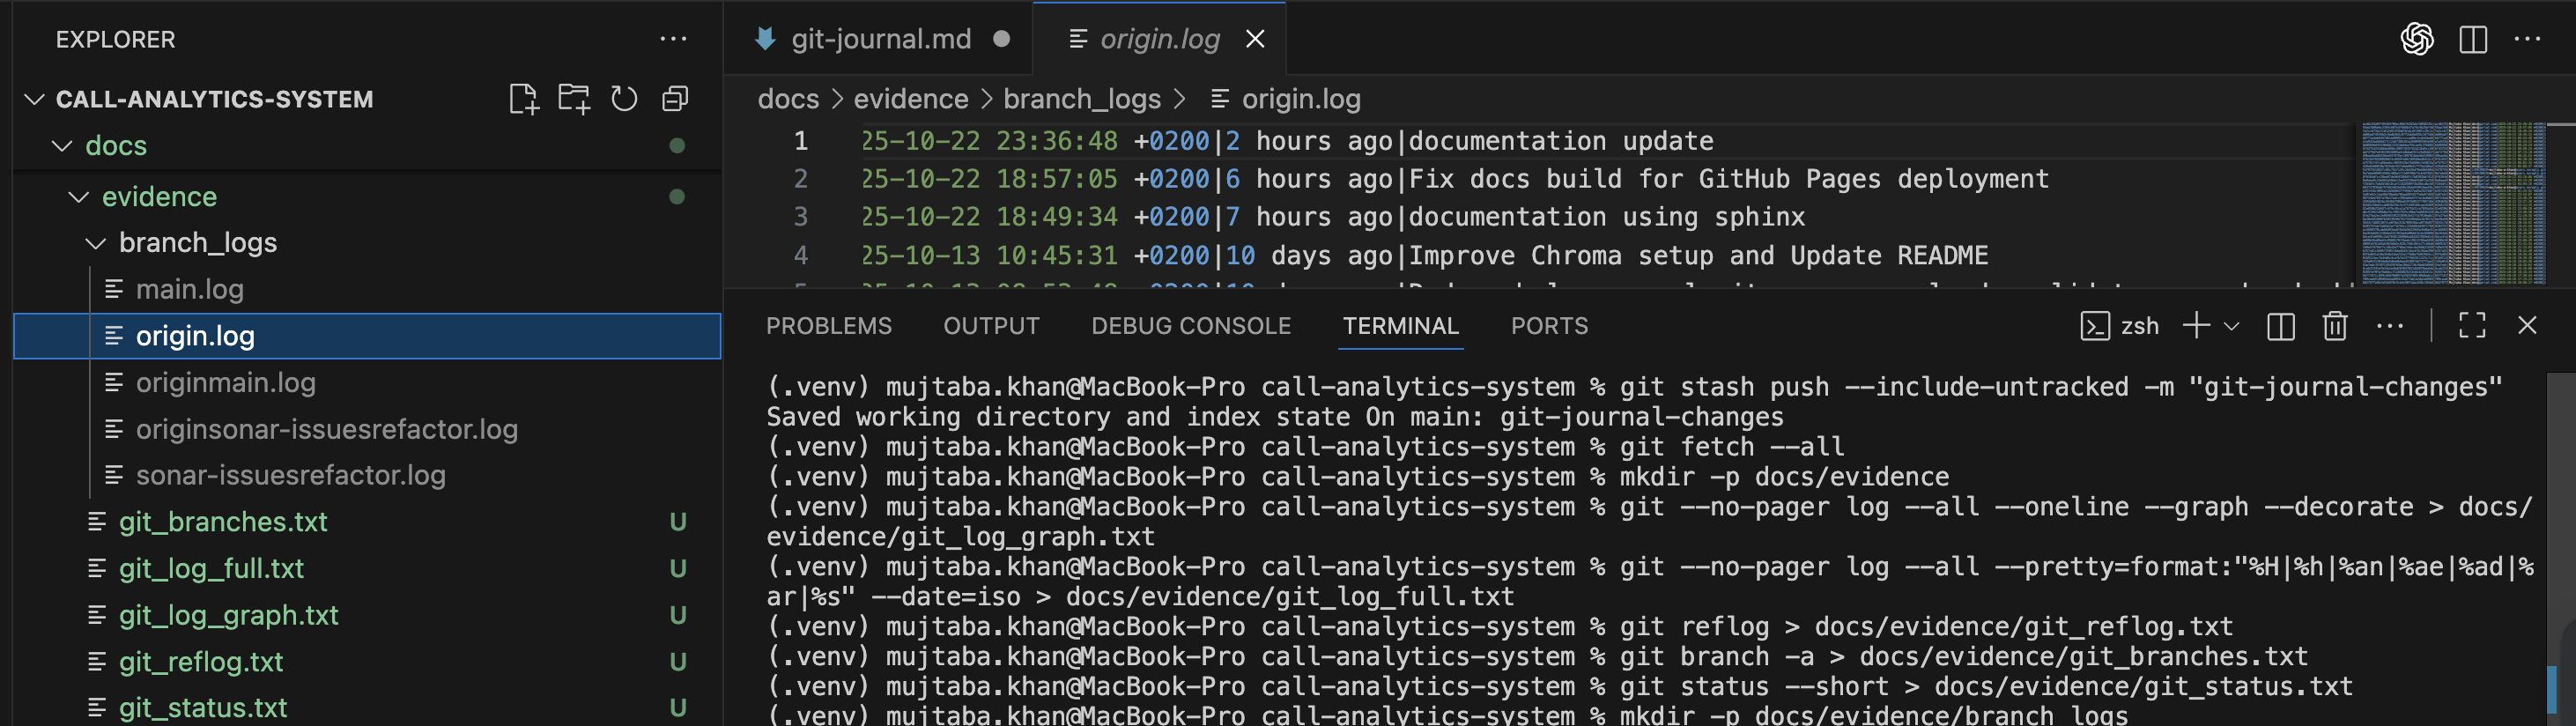 EXPLORER
CALL-ANALYTICS-SYSTEM
docs
evidence
branch_logs
main.log
origin.log
originmain.log
originsonar-issuesrefactor.log
sonar-issuesrefactor.log
git_branches.txt U
git_log_full.txt U
git_log_graph.txt U
git_reflog.txt U
git_status.txt U
git-journal.md
origin.log
docs > evidence > branch_logs > origin.log
1 25-10-22 23:36:48 +0200|2 hours ago|documentation update
2 25-10-22 18:57:05 +0200|6 hours ago|Fix docs build for GitHub Pages deployment
3 25-10-22 18:49:34 +0200|7 hours ago|documentation using sphinx
4 25-10-13 10:45:31 +0200|10 days ago|Improve Chroma setup and Update README
PROBLEMS OUTPUT DEBUG CONSOLE TERMINAL PORTS
zsh
(.venv) mujtaba.khan@MacBook-Pro call-analytics-system % git stash push --include-untracked -m "git-journal-changes"
Saved working directory and index state On main: git-journal-changes
(.venv) mujtaba.khan@MacBook-Pro call-analytics-system % git fetch --all
(.venv) mujtaba.khan@MacBook-Pro call-analytics-system % mkdir -p docs/evidence
(.venv) mujtaba.khan@MacBook-Pro call-analytics-system % git --no-pager log --all --oneline --graph --decorate > docs/
evidence/git_log_graph.txt
(.venv) mujtaba.khan@MacBook-Pro call-analytics-system % git --no-pager log --all --pretty=format:"%H|%h|%an|%ae|%ad|%
ar|%s" --date=iso > docs/evidence/git_log_full.txt
(.venv) mujtaba.khan@MacBook-Pro call-analytics-system % git reflog > docs/evidence/git_reflog.txt
(.venv) mujtaba.khan@MacBook-Pro call-analytics-system % git branch -a > docs/evidence/git_branches.txt
(.venv) mujtaba.khan@MacBook-Pro call-analytics-system % git status --short > docs/evidence/git_status.txt
(.venv) mujtaba.khan@MacBook-Pro call-analytics-system % mkdir -p docs/evidence/branch_logs